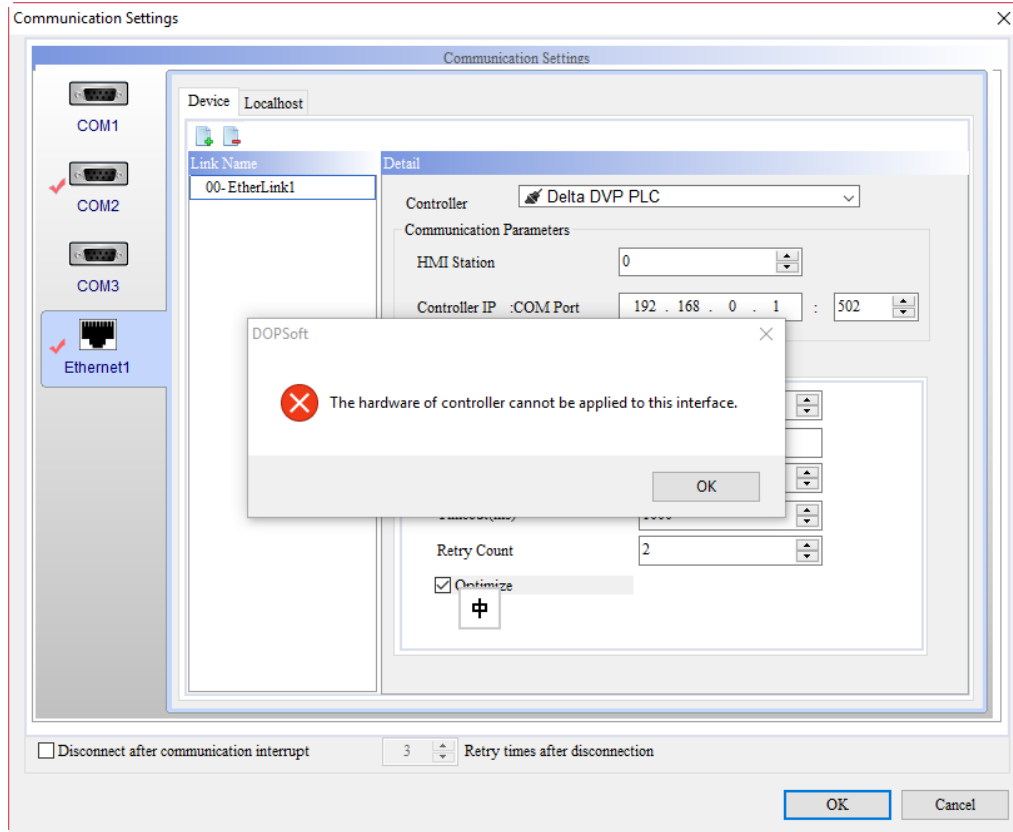 Communication Settings
Communication Settings
COM1
COM2
COM3
Ethernet1
Device Localhost
Link Name
00- EtherLink1
Detail
Controller Delta DVP PLC
Communication Parameters
HMI Station 0
Controller IP :COM Port 192 . 168 . 0 . 1 : 502
DOPSoft
The hardware of controller cannot be applied to this interface.
OK
Retry Count 2
Optimize
中
Disconnect after communication interrupt 3 Retry times after disconnection
OK Cancel